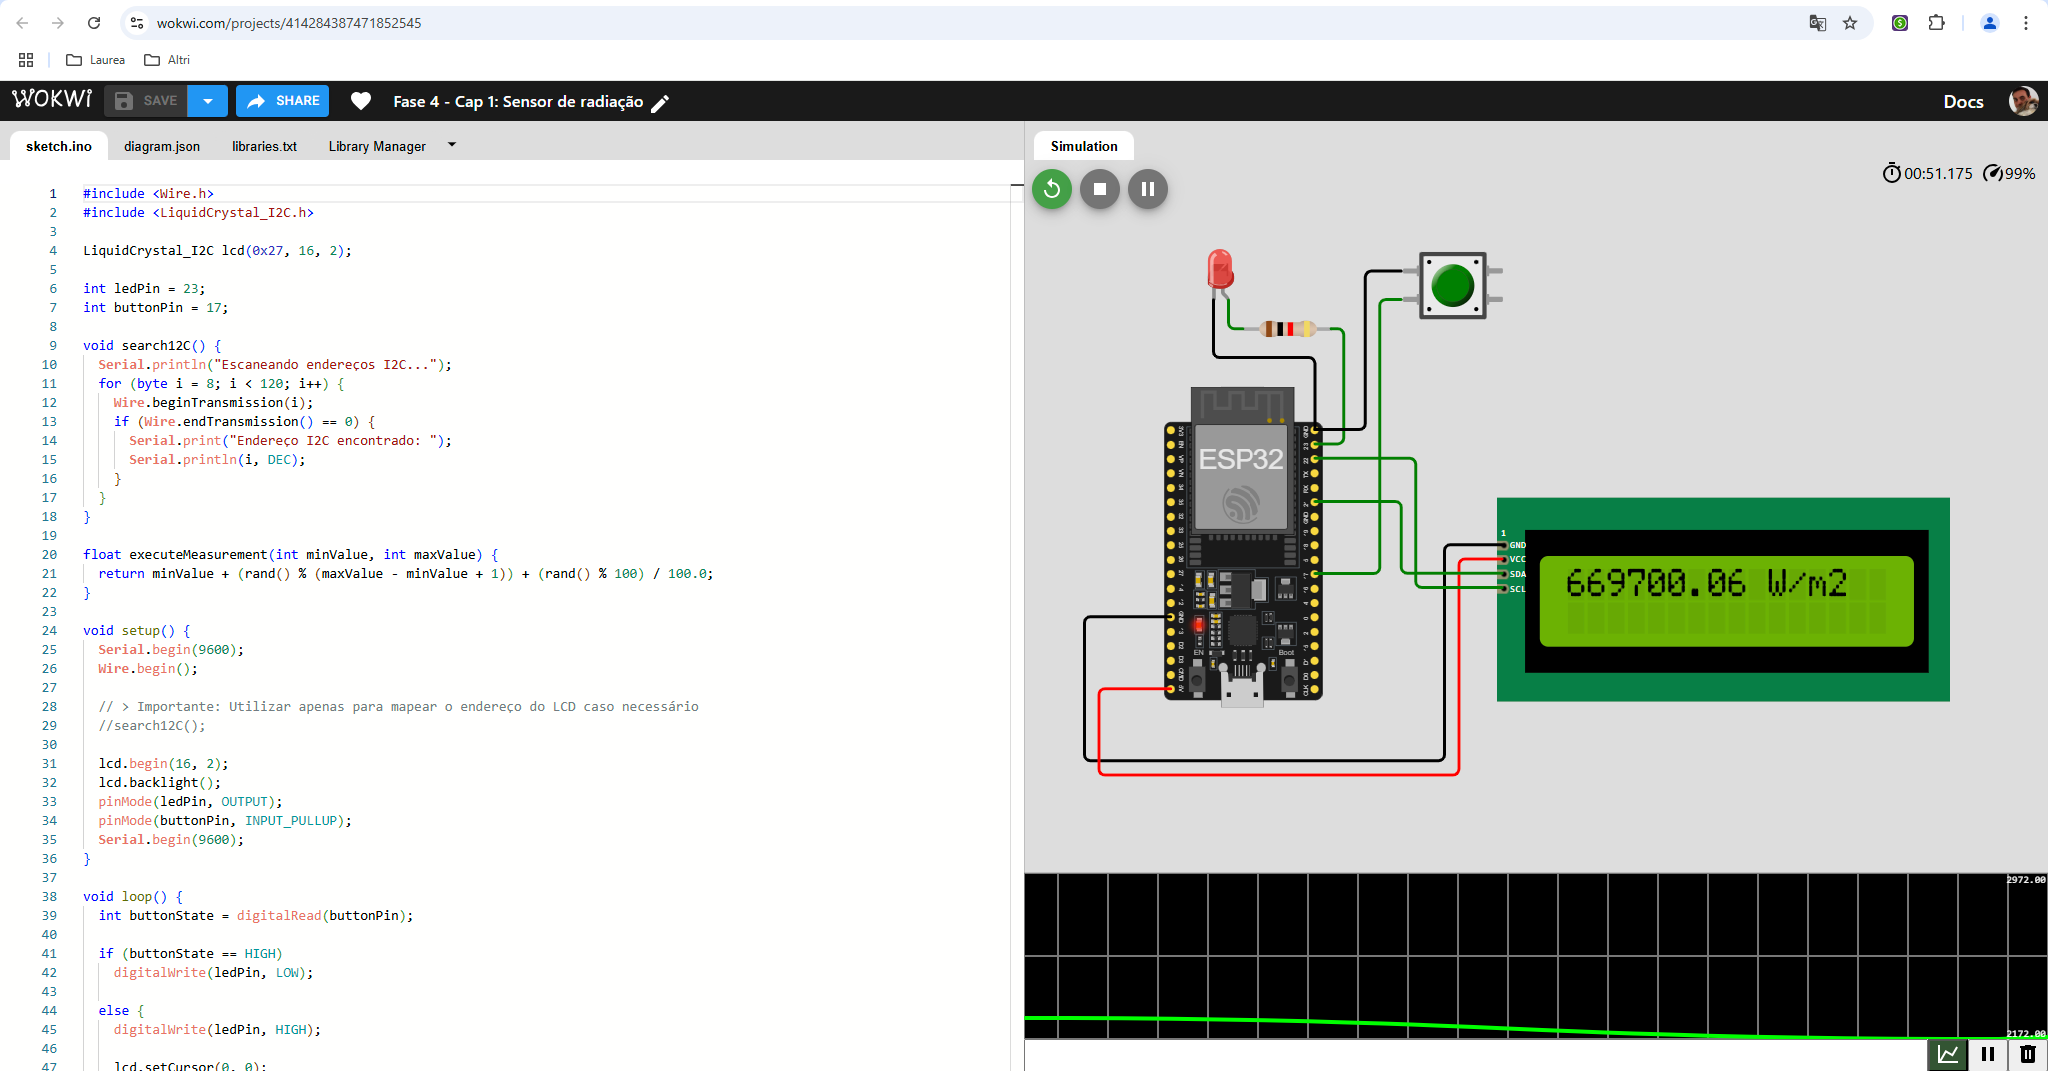 wokwi.com/projects/414284387471852545
Laurea
Altri
WOKWI
SAVE
SHARE
Fase 4 - Cap 1: Sensor de radiação
Docs
sketch.ino
diagram.json
libraries.txt
Library Manager
1 #include <Wire.h>
2 #include <LiquidCrystal_I2C.h>
3
4 LiquidCrystal_I2C lcd(0x27, 16, 2);
5
6 int ledPin = 23;
7 int buttonPin = 17;
8
9 void search12C() {
10 Serial.println("Escaneando endereços I2C...");
11 for (byte i = 8; i < 120; i++) {
12 Wire.beginTransmission(i);
13 if (Wire.endTransmission() == 0) {
14 Serial.print("Endereço I2C encontrado: ");
15 Serial.println(i, DEC);
16 }
17 }
18 }
19
20 float executeMeasurement(int minValue, int maxValue) {
21 return minValue + (rand() % (maxValue - minValue + 1)) + (rand() % 100) / 100.0;
22 }
23
24 void setup() {
25 Serial.begin(9600);
26 Wire.begin();
27
28 // > Importante: Utilizar apenas para mapear o endereço do LCD caso necessário
29 //search12C();
30
31 lcd.begin(16, 2);
32 lcd.backlight();
33 pinMode(ledPin, OUTPUT);
34 pinMode(buttonPin, INPUT_PULLUP);
35 Serial.begin(9600);
36 }
37
38 void loop() {
39 int buttonState = digitalRead(buttonPin);
40
41 if (buttonState == HIGH)
42 digitalWrite(ledPin, LOW);
43
44 else {
45 digitalWrite(ledPin, HIGH);
46
47 lcd.setCursor(0, 0);
Simulation
00:51.175
99%
ESP32
EN
Boot
1
GND
VCC
SDA
SCL
669700.06 W/m2
2972.00
2172.00